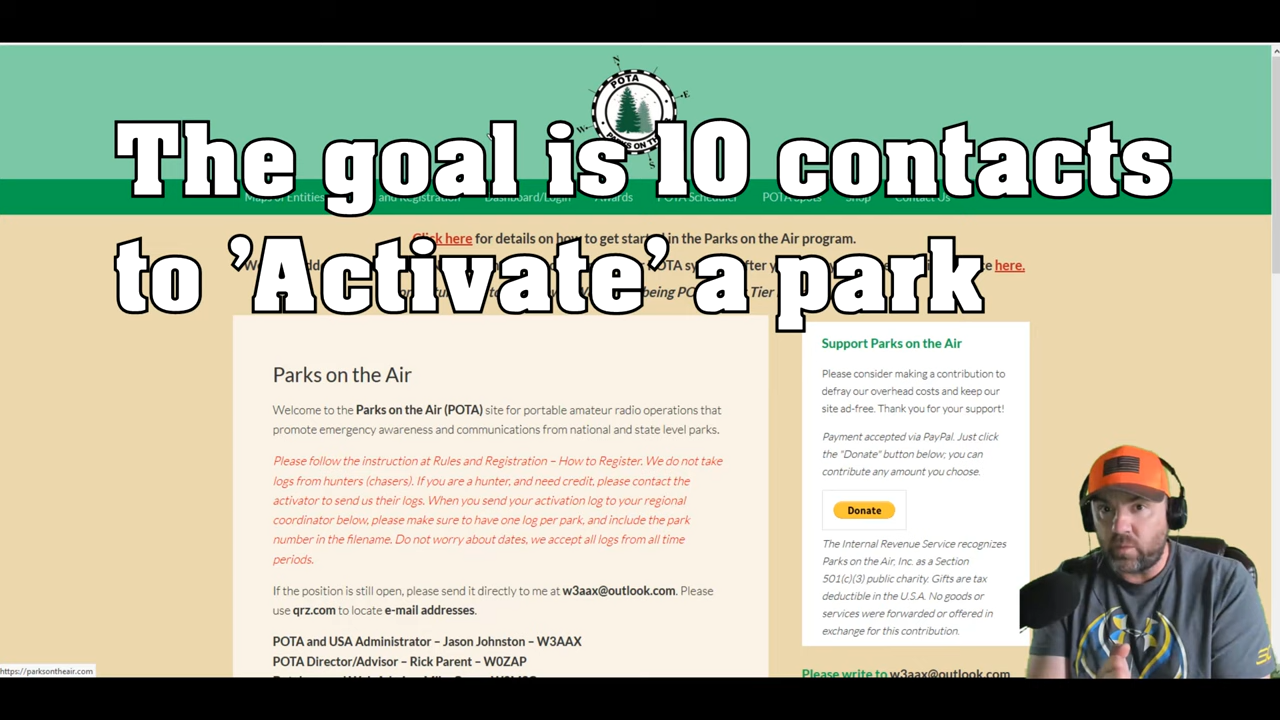 POTA
The goal is 10 contacts
to 'Activate' a park
Click here for details on how to get started in the Parks on the Air program.
here.
Parks on the Air
Welcome to the Parks on the Air (POTA) site for portable amateur radio operations that
promote emergency awareness and communications from national and state level parks.
Please follow the instruction at Rules and Registration – How to Register. We do not take
logs from hunters (chasers). If you are a hunter, and need credit, please contact the
activator to send us their logs. When you send your activation log to your regional
coordinator below, please make sure to have one log per park, and include the park
number in the filename. Do not worry about dates, we accept all logs from all time
periods.
If the position is still open, please send it directly to me at w3aax@outlook.com. Please
use qrz.com to locate e-mail addresses.
POTA and USA Administrator – Jason Johnston – W3AAX
POTA Director/Advisor – Rick Parent – W0ZAP
Support Parks on the Air
Please consider making a contribution to
defray our overhead costs and keep our
site ad-free. Thank you for your support!
Payment accepted via PayPal. Just click
the "Donate" button below; you can
contribute any amount you choose.
Donate
The Internal Revenue Service recognizes
Parks on the Air, Inc. as a Section
501(c)(3) public charity. Gifts are tax
deductible in the U.S.A. No goods or
services were forwarded or offered in
exchange for this contribution.
Please write to w3aax@outlook.com
https://parksontheair.com